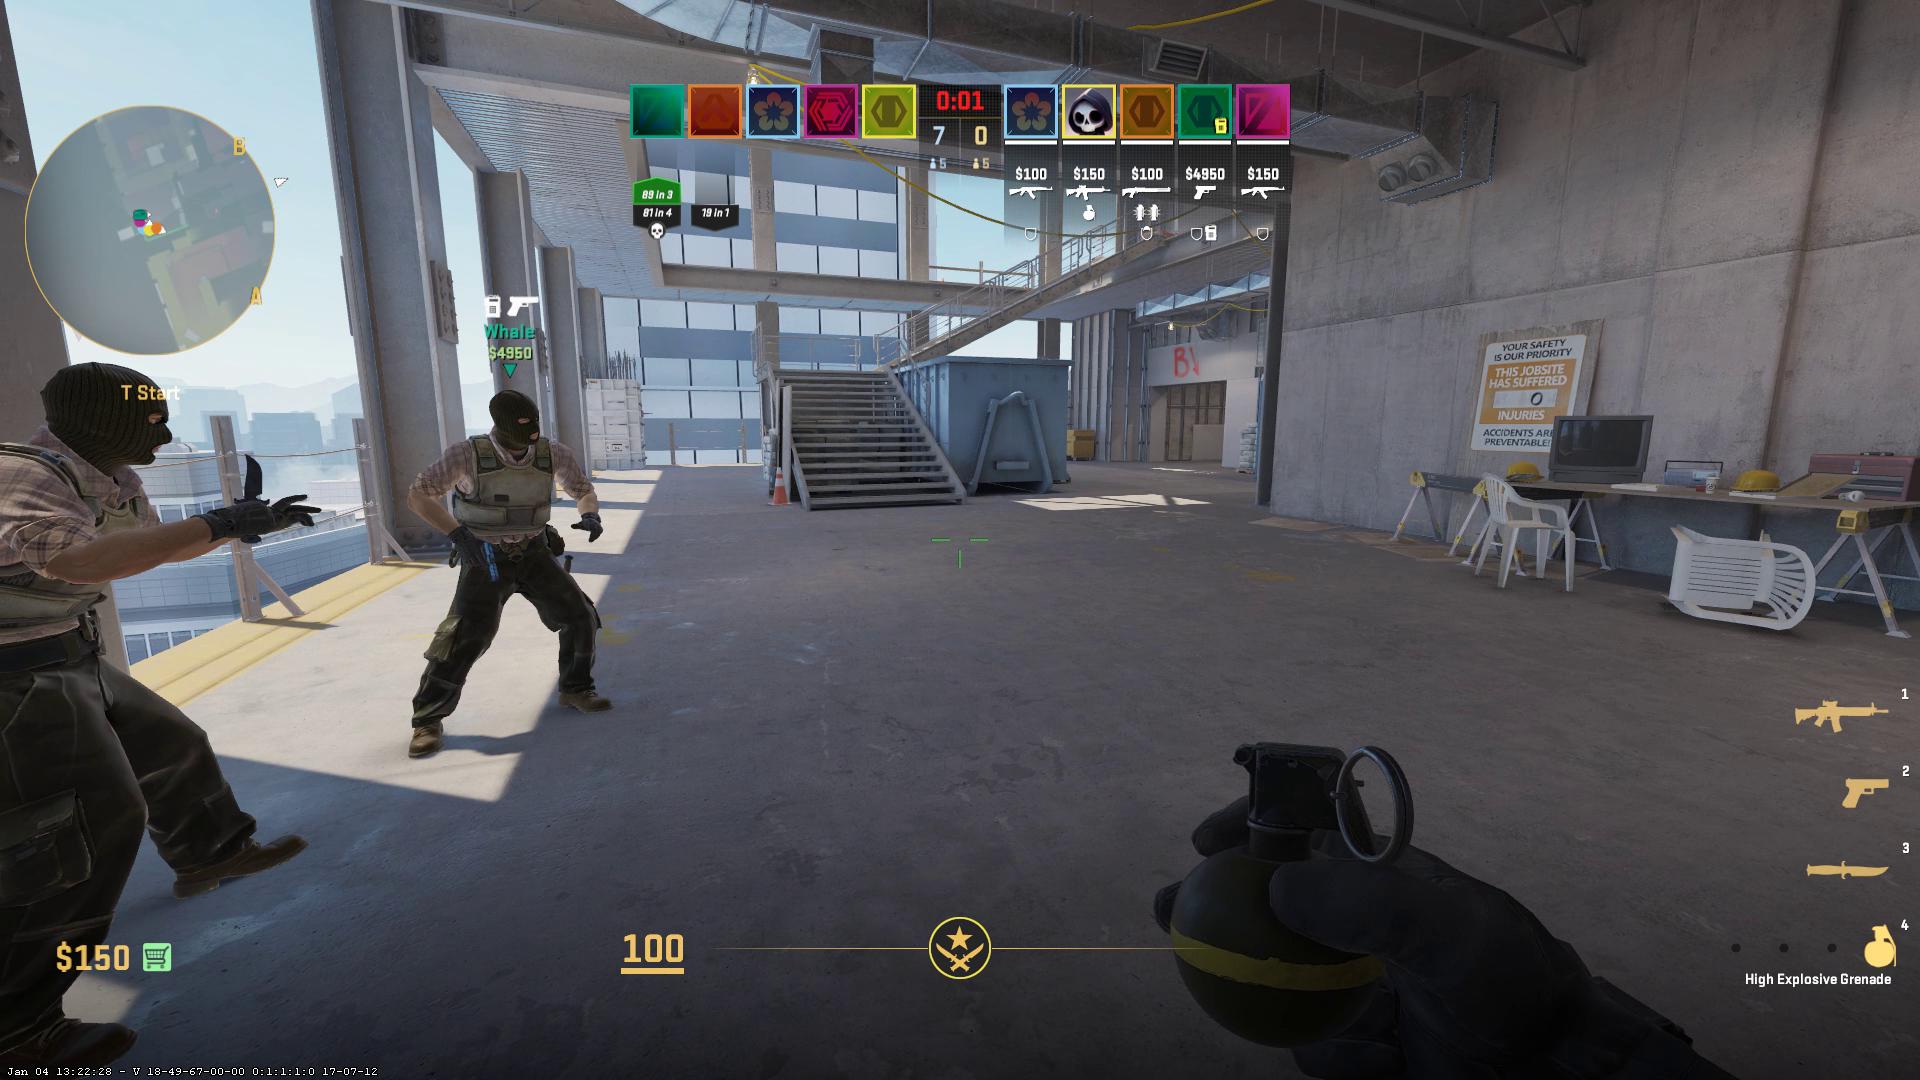 0:01
7 0
5 5
$100 $150 $100 $4950 $150
89 in 3
81 in 4
19 in 1
B
A
T Start
Whale
$4950
B
YOUR SAFETY
IS OUR PRIORITY
THIS JOBSITE
HAS SUFFERED
0
INJURIES
ACCIDENTS ARE
PREVENTABLE!
1
2
3
4
High Explosive Grenade
$150
100
Jan 04 13:22:28 - V 18-49-67-00-00 0:1:1:1:0 17-07-12